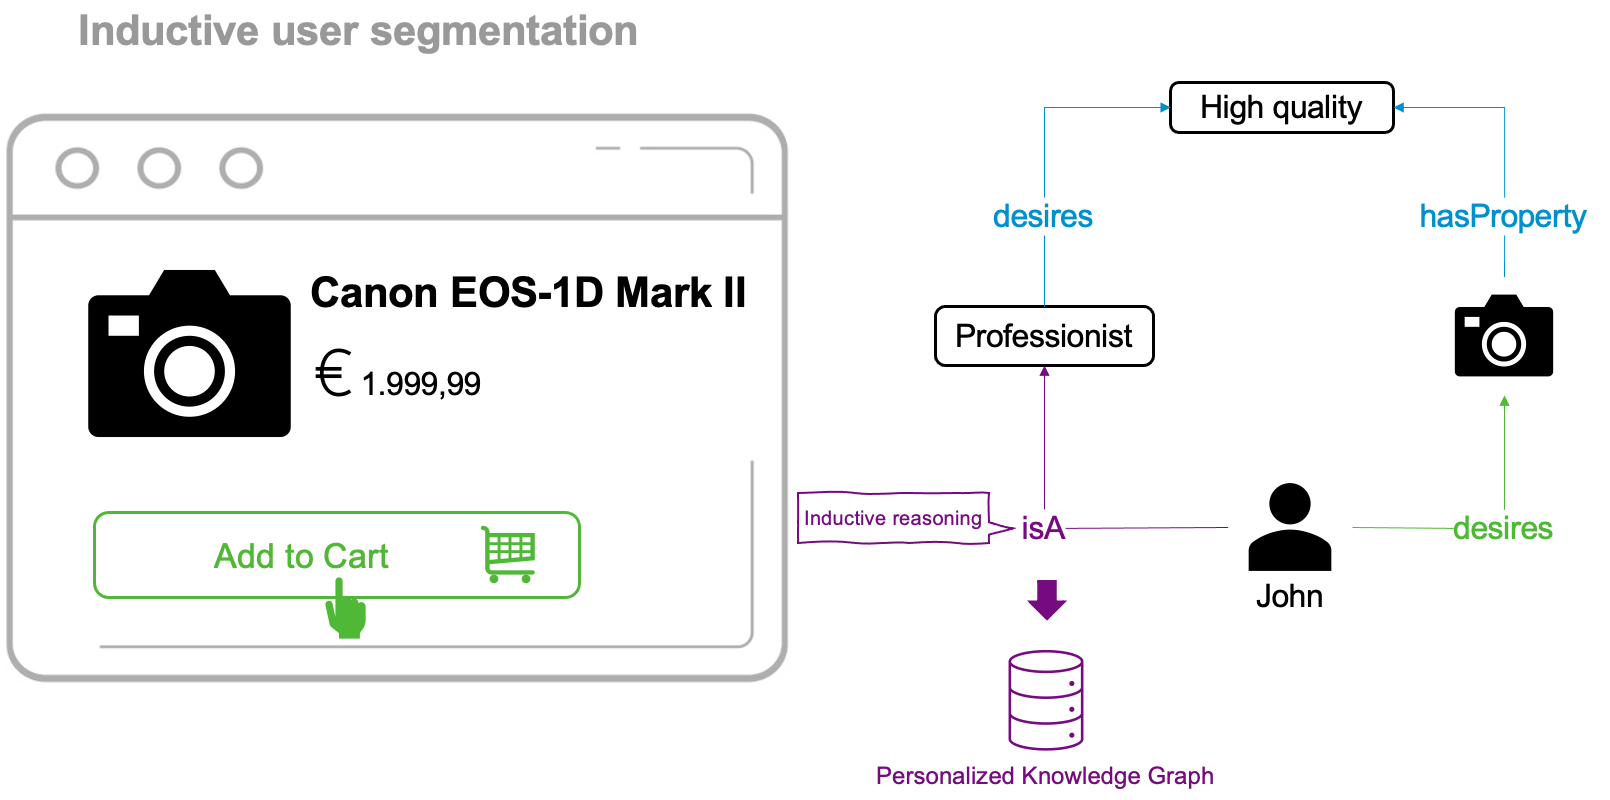 Inductive user segmentation
Canon EOS-1D Mark II
€ 1.999,99
Add to Cart
High quality
desires
hasProperty
Professionist
Inductive reasoning
isA
desires
John
Personalized Knowledge Graph